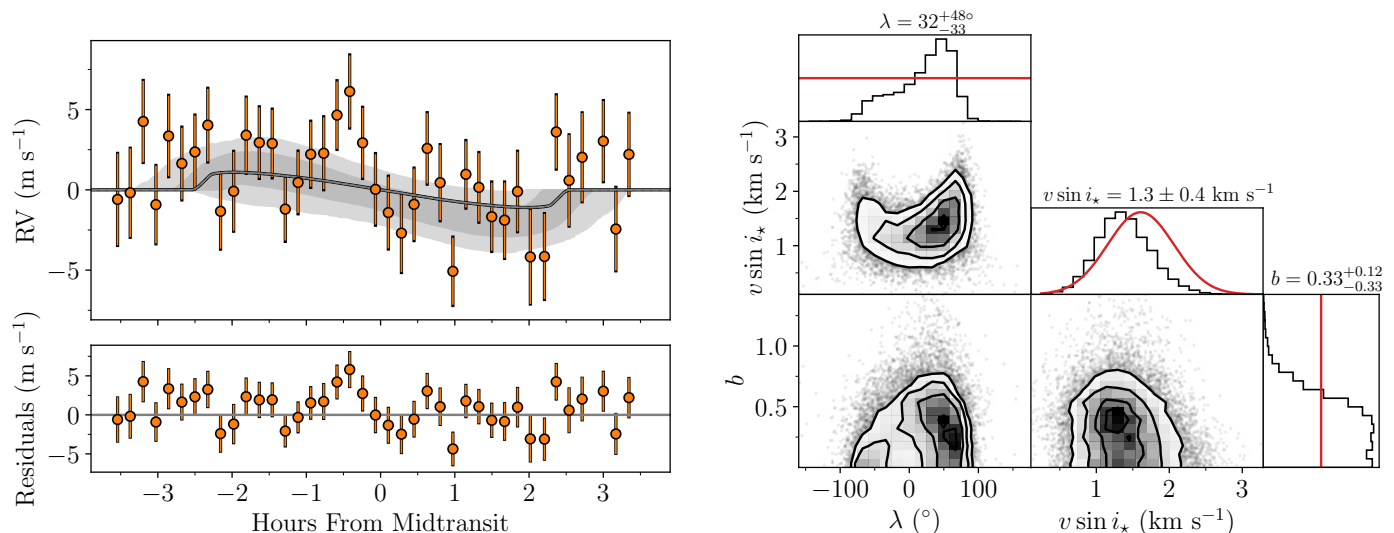 RV (m s⁻¹)
5
0
−5
Residuals (m s⁻¹)
5
0
−5
−3 −2 −1 0 1 2 3
Hours From Midtransit
λ = 32⁺⁴⁸°₋₃₃
v sin i⋆ (km s⁻¹)
3
2
1
v sin i⋆ = 1.3 ± 0.4 km s⁻¹
b = 0.33⁺⁰·¹²₋₀.₃₃
b
1.0
0.5
−100 0 100
λ (°)
1 2 3
v sin i⋆ (km s⁻¹)